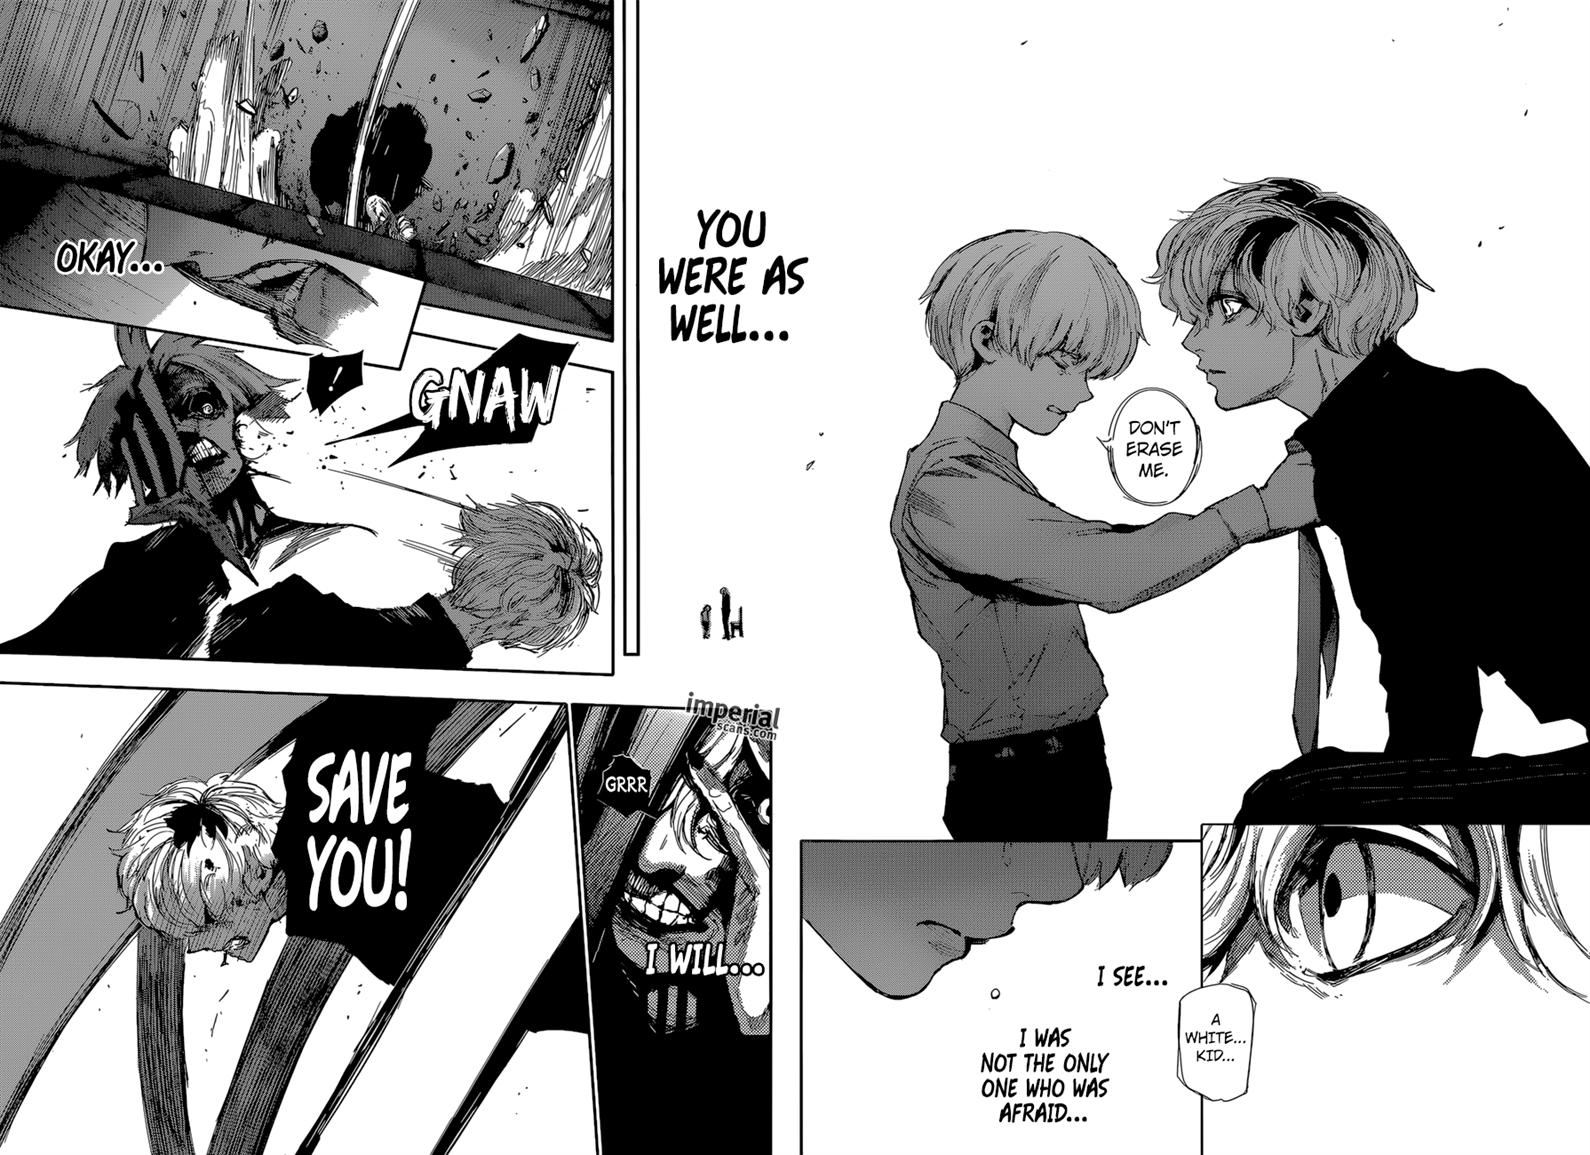 DON'T
ERASE
ME.
A
WHITE...
KID...
I SEE...
I WAS
NOT THE ONLY
ONE WHO WAS
AFRAID...
YOU
WERE AS
WELL...
OKAY...
!
GNAW
GRRR
I WILL...
SAVE
YOU!
imperial
scans.com